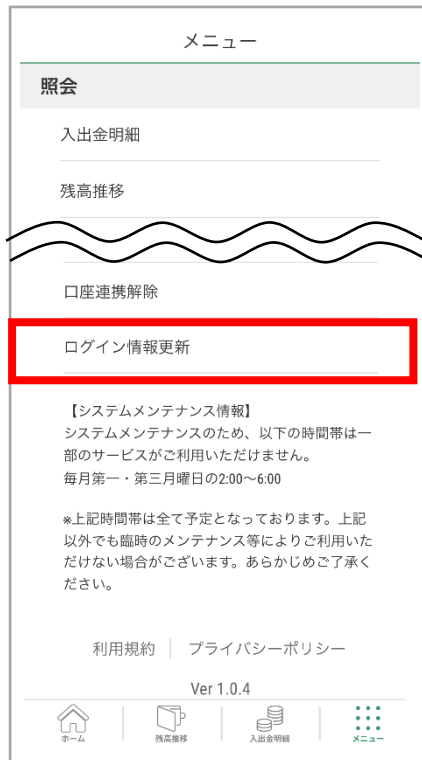 メニュー
照会
入出金明細
残高推移
口座連携解除
ログイン情報更新
【システムメンテナンス情報】
システムメンテナンスのため、以下の時間帯は一
部のサービスがご利用いただけません。
毎月第一・第三月曜日の2:00〜6:00
※上記時間帯は全て予定となっております。上記
以外でも臨時のメンテナンス等によりご利用いた
だけない場合がございます。あらかじめご了承く
ださい。
利用規約 プライバシーポリシー
Ver 1.0.4
ホーム 残高推移 入出金明細 メニュー